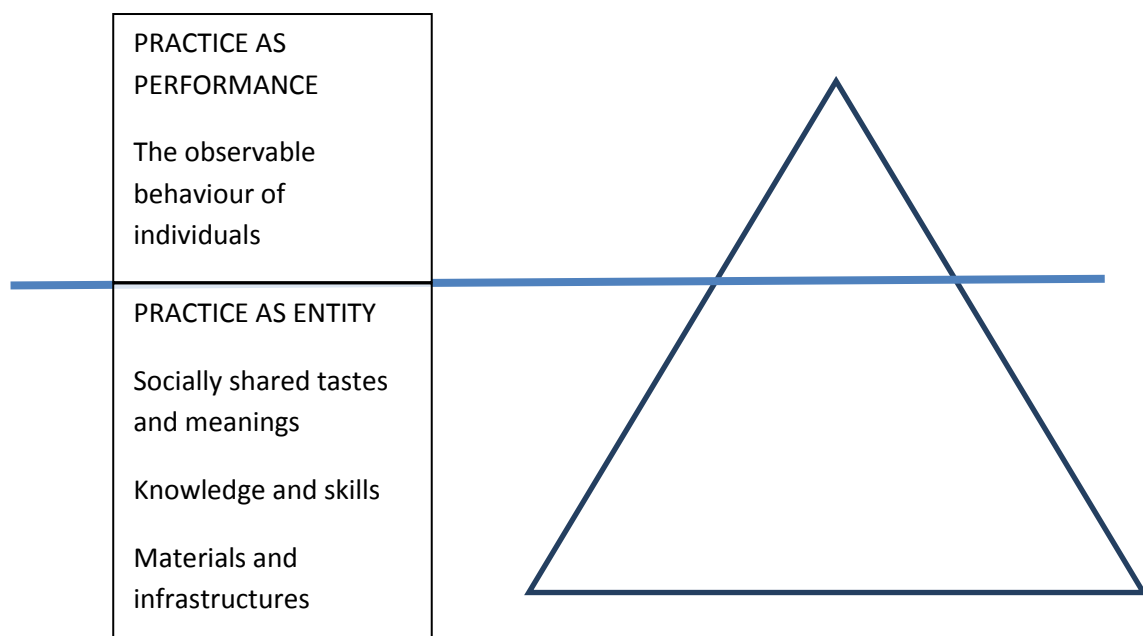 PRACTICE AS
PERFORMANCE
The observable
behaviour of
individuals
PRACTICE AS ENTITY
Socially shared tastes
and meanings
Knowledge and skills
Materials and
infrastructures